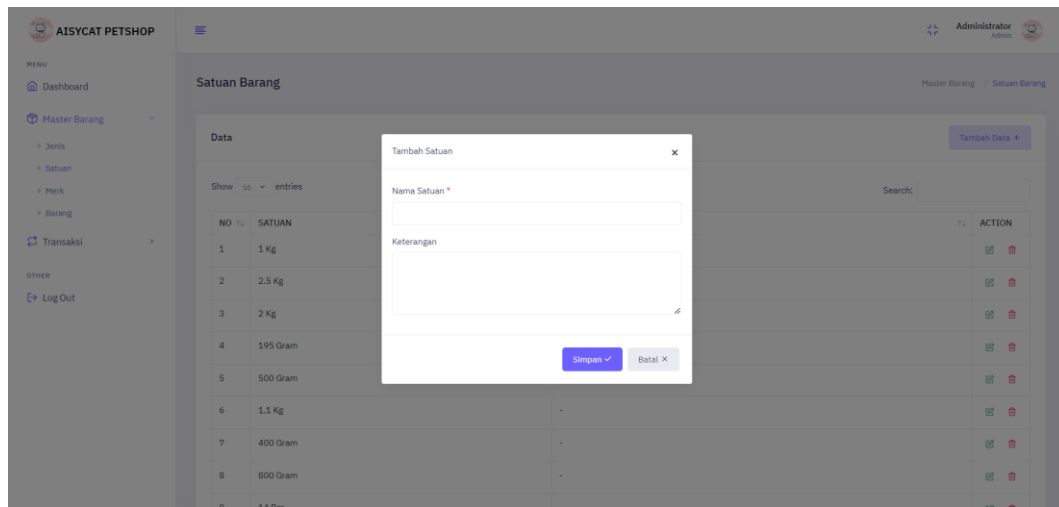 AISYCAT PETSHOP
Administrator
Admin
MENU
Dashboard
Master Barang
Jenis
Satuan
Merk
Barang
Transaksi
OTHER
Log Out
Satuan Barang
Master Barang / Satuan Barang
Data
Tambah Data +
Show 10 entries
Search:
NO SATUAN ACTION
1 1 Kg
2 2.5 Kg
3 2 Kg
4 195 Gram
5 500 Gram
6 1.1 Kg -
7 400 Gram -
8 800 Gram -
Tambah Satuan ×
Nama Satuan *
Keterangan
Simpan ✓ Batal ×